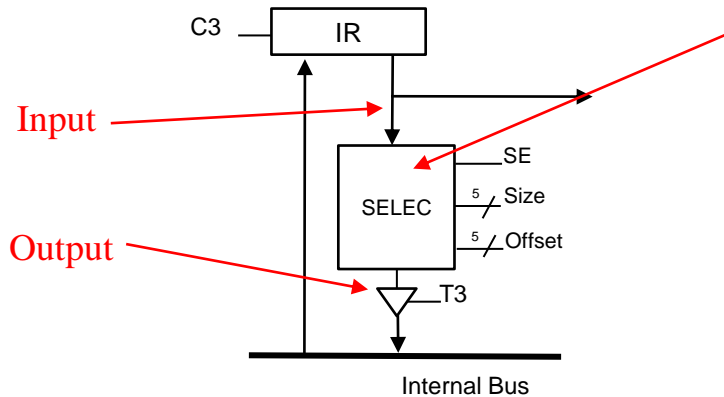 C3
IR
Input
SE
SELEC
5
Size
5
Offset
Output
T3
Internal Bus